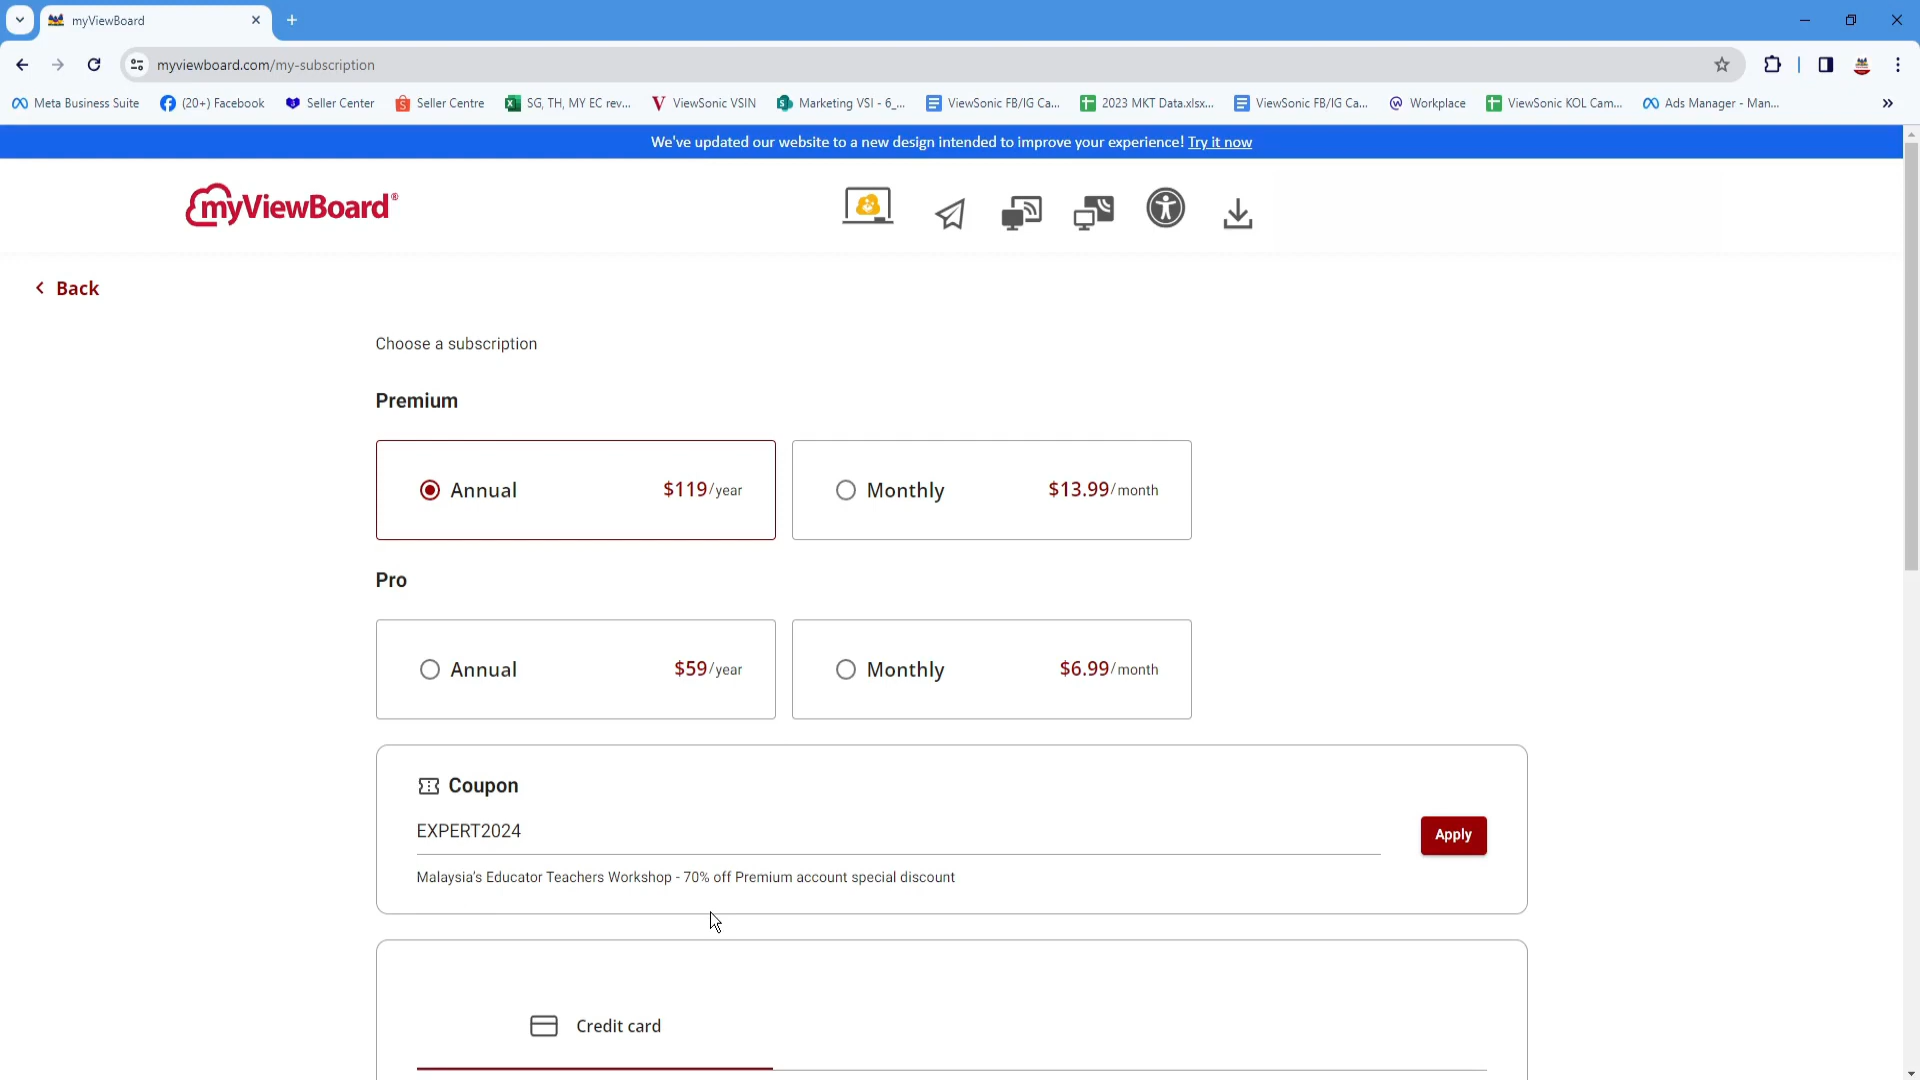 myViewBoard
myviewboard.com/my-subscription
Meta Business Suite
(20+) Facebook
Seller Center
Seller Centre
SG, TH, MY EC rev...
ViewSonic VSIN
Marketing VSI - 6_...
ViewSonic FB/IG Ca...
2023 MKT Data.xlsx...
ViewSonic FB/IG Ca...
Workplace
ViewSonic KOL Cam...
Ads Manager - Man...
We've updated our website to a new design intended to improve your experience! Try it now
myViewBoard®
Back
Choose a subscription
Premium
Annual $119/year
Monthly $13.99/month
Pro
Annual $59/year
Monthly $6.99/month
Coupon
EXPERT2024
Apply
Malaysia's Educator Teachers Workshop - 70% off Premium account special discount
Credit card